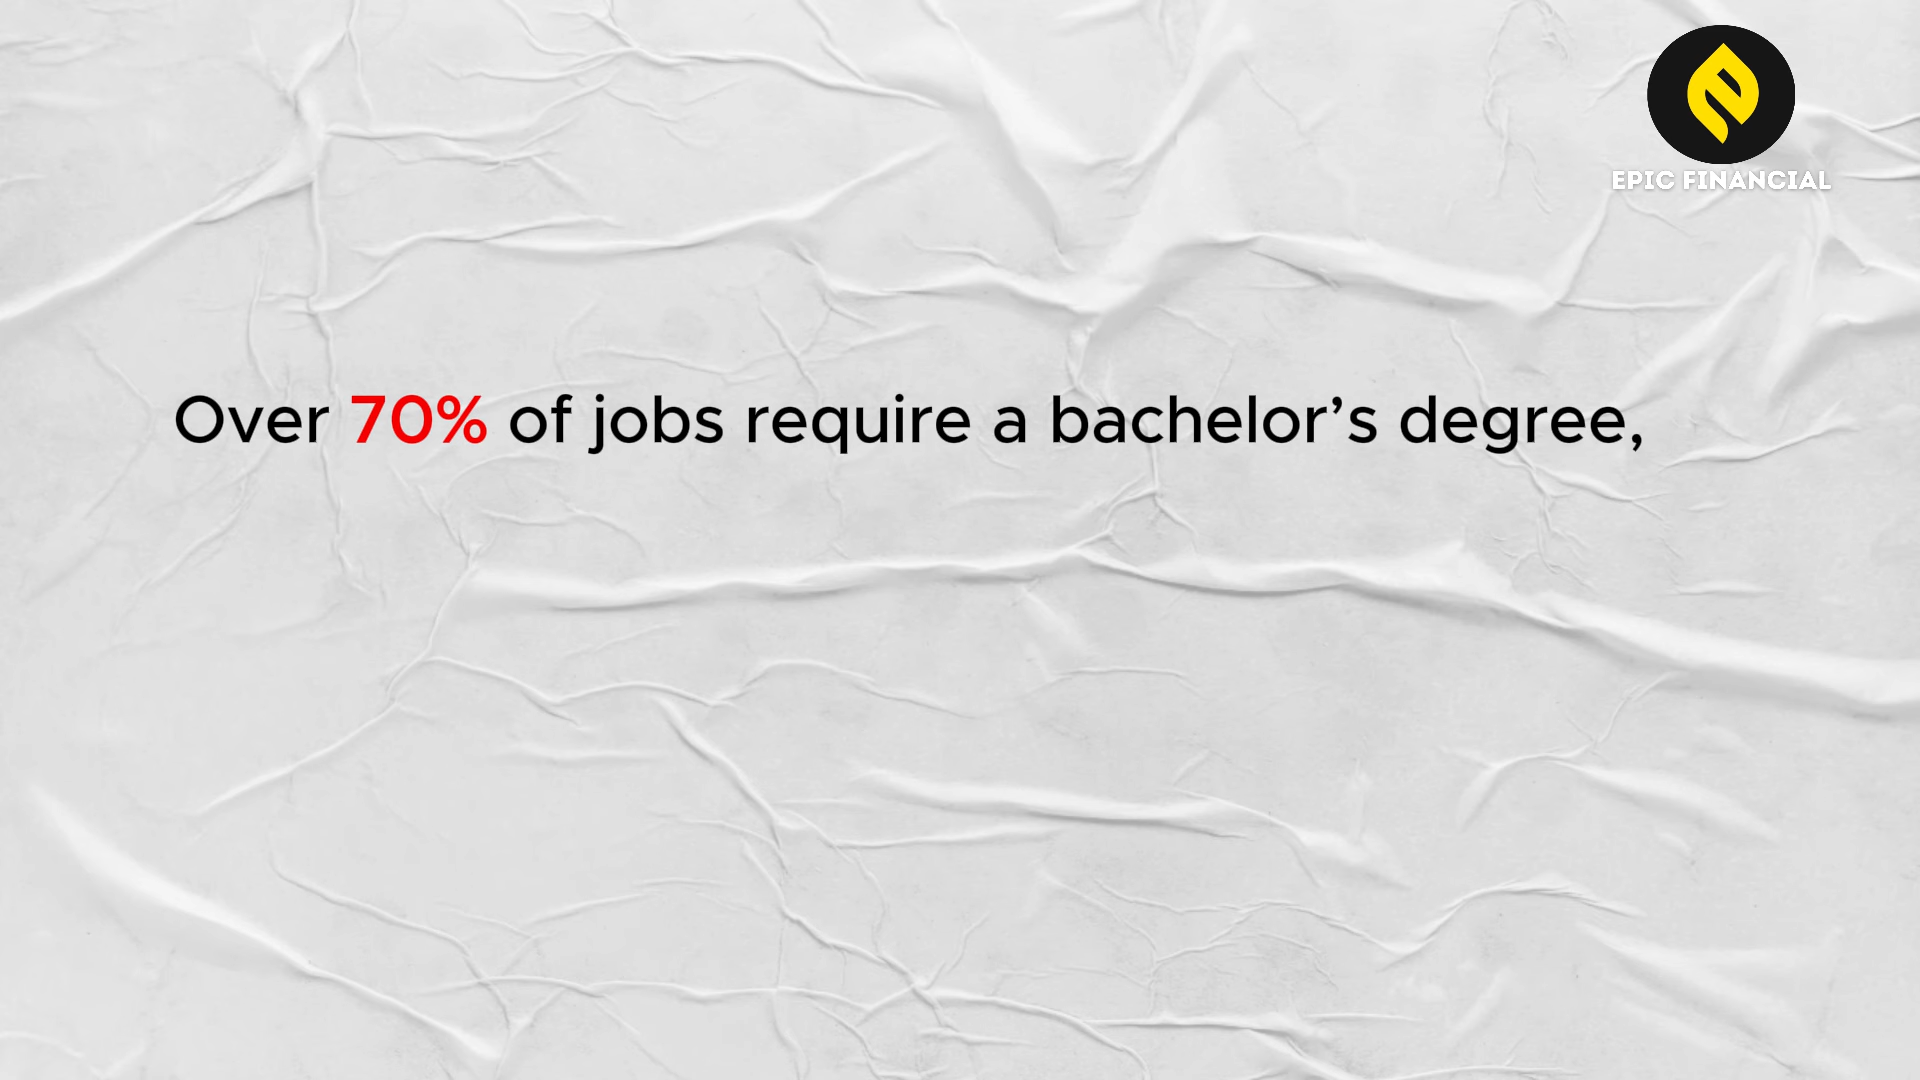 EPIC FINANCIAL
Over 70% of jobs require a bachelor’s degree,